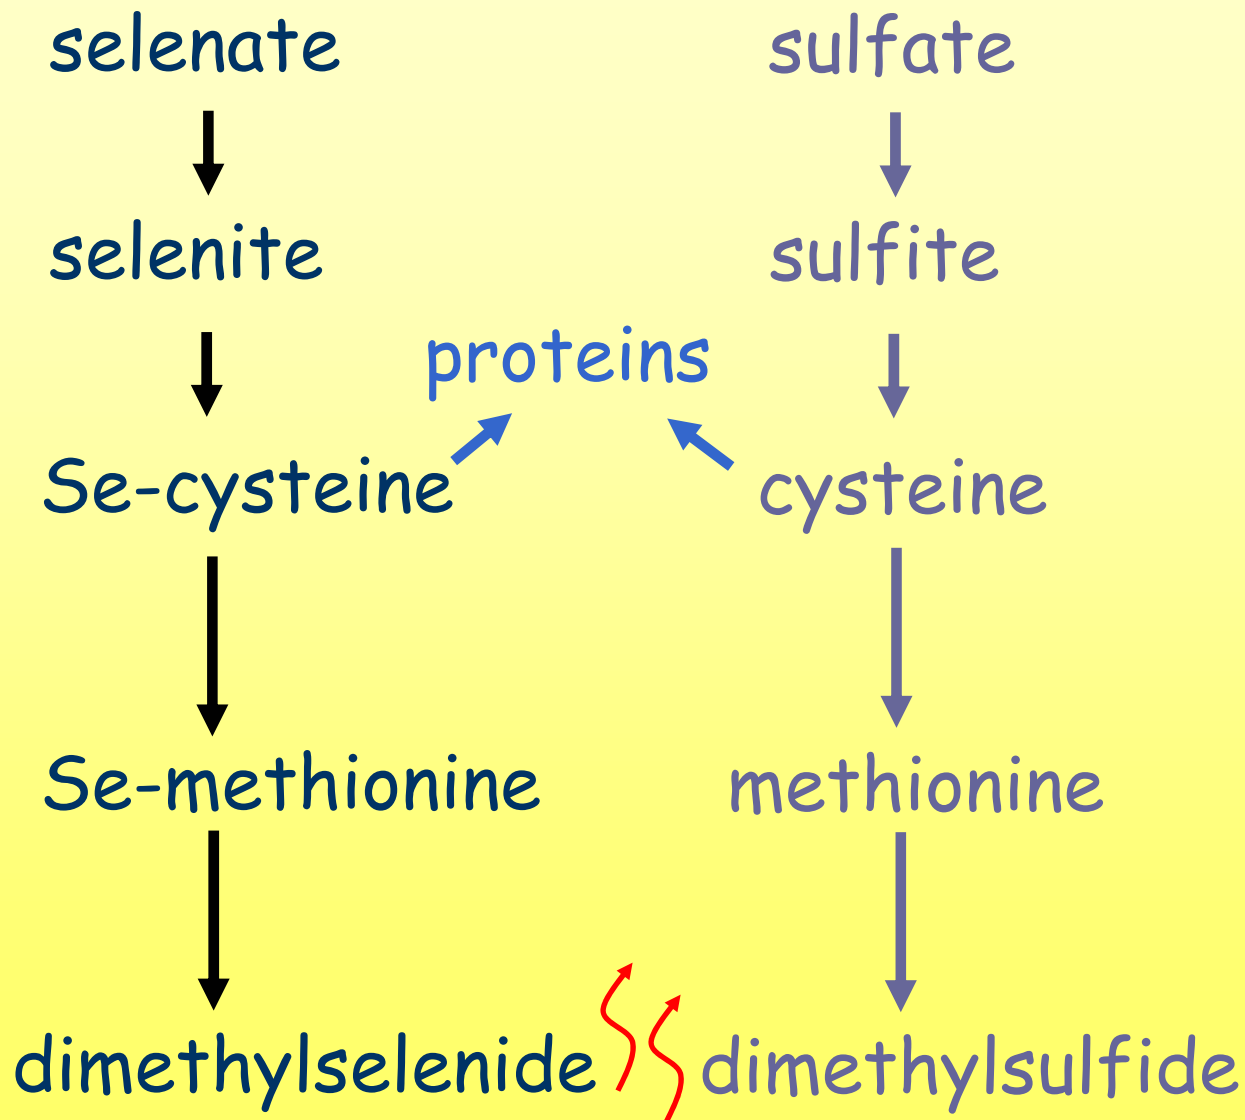 selenate sulfate
selenite sulfite
proteins
Se-cysteine cysteine
Se-methionine methionine
dimethylselenide dimethylsulfide